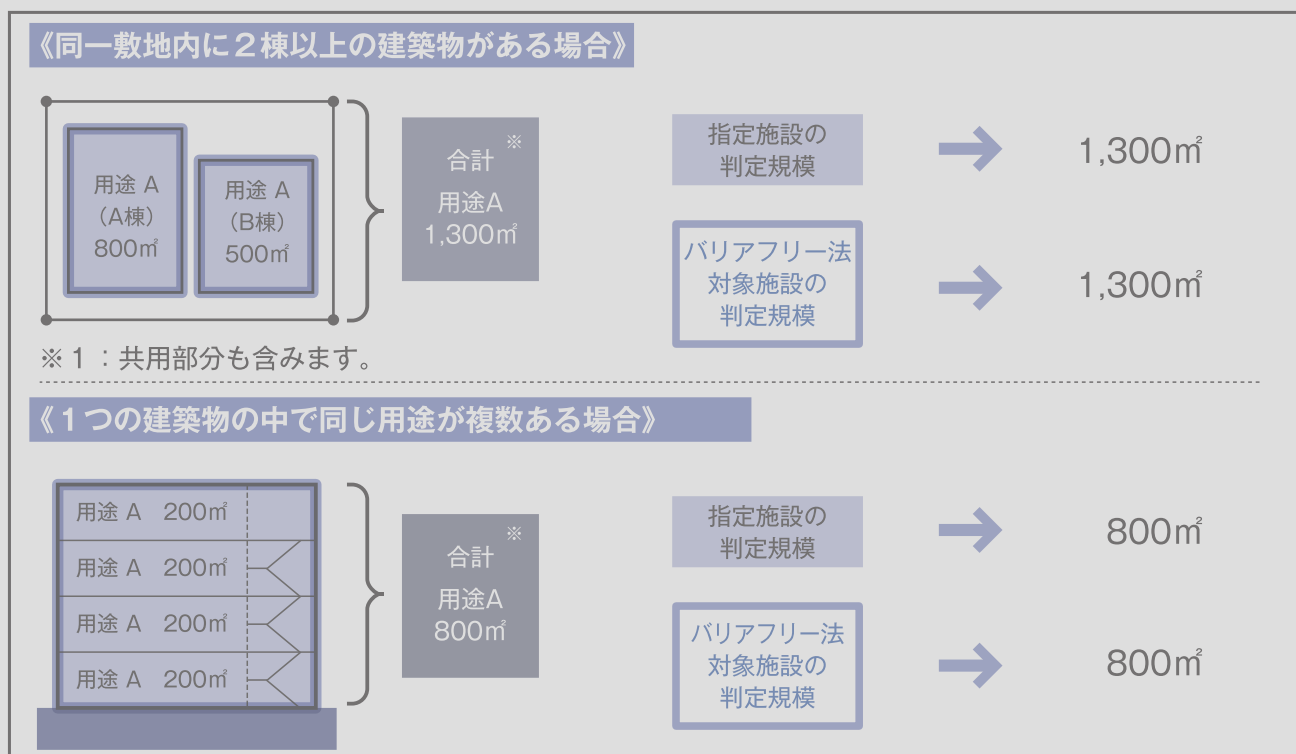 《同一敷地内に２棟以上の建築物がある場合》
用途 A
（A棟）
800㎡
用途 A
（B棟）
500㎡
※
合計
用途A
1,300㎡
指定施設の
判定規模
1,300㎡
バリアフリー法
対象施設の
判定規模
1,300㎡
※１：共用部分も含みます。
《１つの建築物の中で同じ用途が複数ある場合》
用途 A 200㎡
用途 A 200㎡
用途 A 200㎡
用途 A 200㎡
※
合計
用途A
800㎡
指定施設の
判定規模
800㎡
バリアフリー法
対象施設の
判定規模
800㎡